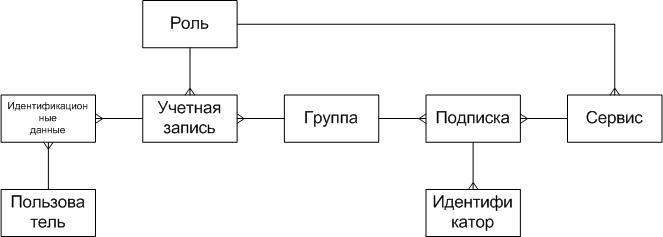 Роль
Идентификацион
ные
данные
Учетная
запись
Группа
Подписка
Сервис
Пользова
тель
Идентифи
катор